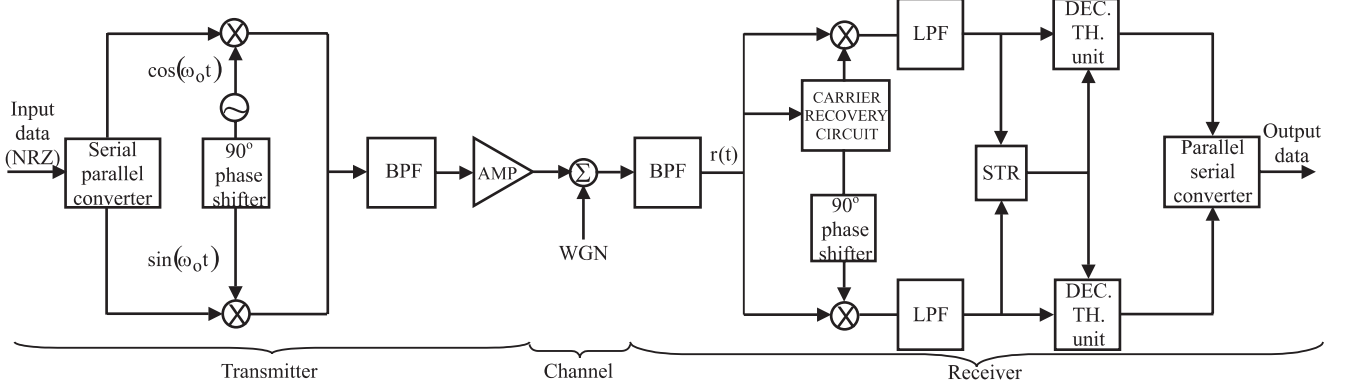 Input
data
(NRZ)
Serial
parallel
converter
cos(ωot)
90o
phase
shifter
sin(ωot)
BPF
AMP
Σ
WGN
BPF
r(t)
CARRIER
RECOVERY
CIRCUIT
90o
phase
shifter
LPF
LPF
STR
DEC.
TH.
unit
DEC.
TH.
unit
Parallel
serial
converter
Output
data
Transmitter
Channel
Receiver